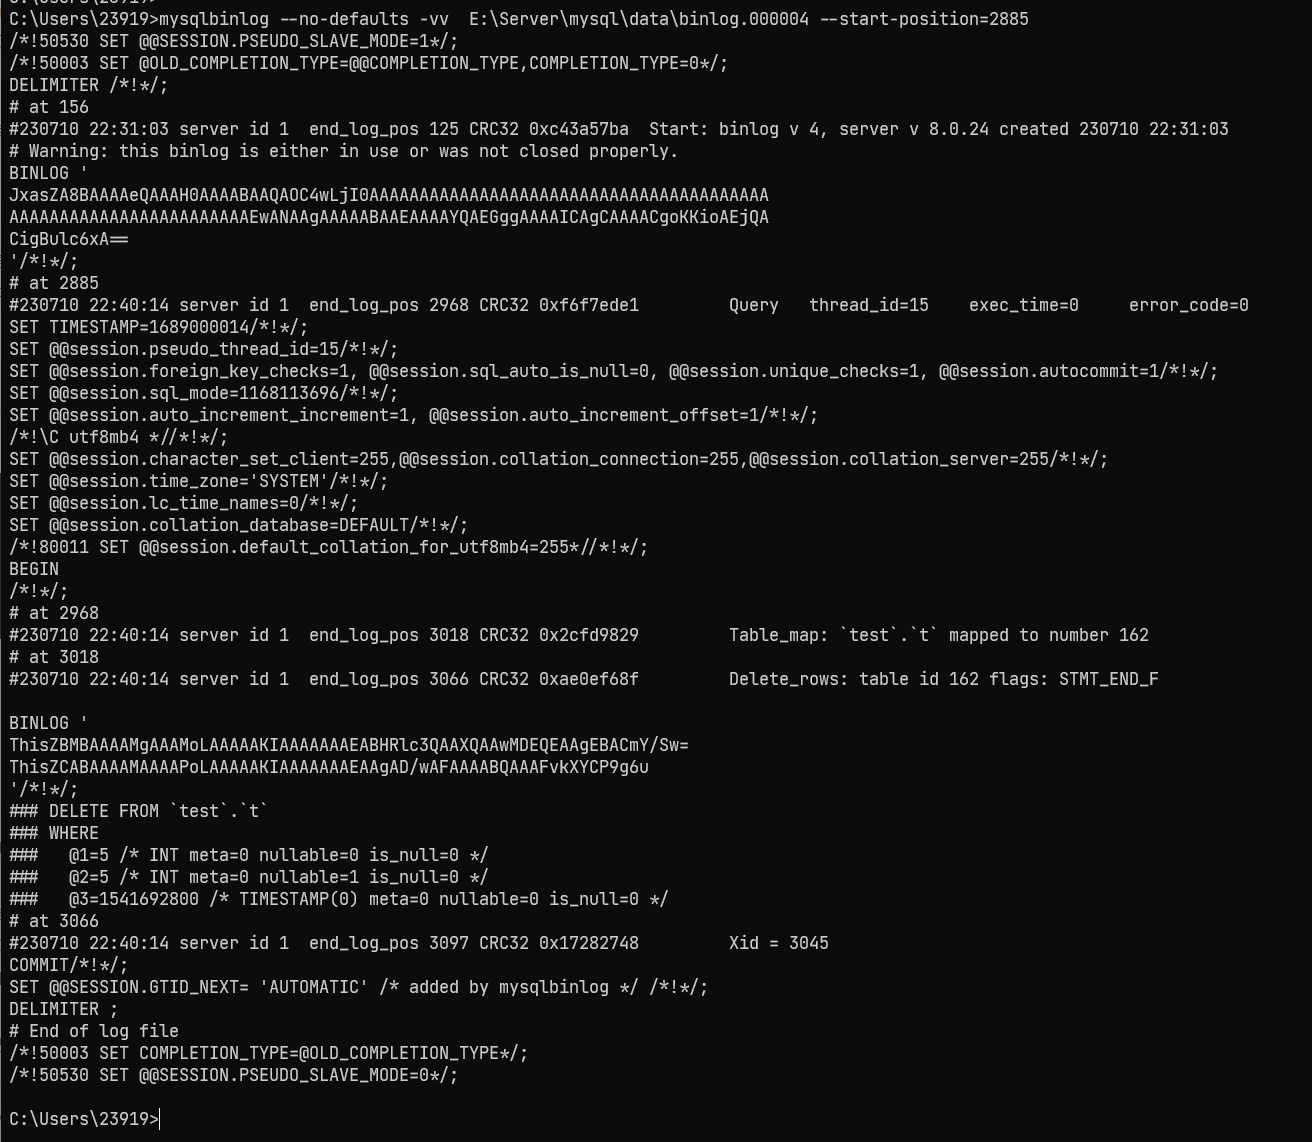 C:\Users\23919>mysqlbinlog --no-defaults -vv  E:\Server\mysql\data\binlog.000004 --start-position=2885
/*!50530 SET @@SESSION.PSEUDO_SLAVE_MODE=1*/;
/*!50003 SET @OLD_COMPLETION_TYPE=@@COMPLETION_TYPE,COMPLETION_TYPE=0*/;
DELIMITER /*!*/;
# at 156
#230710 22:31:03 server id 1  end_log_pos 125 CRC32 0xc43a57ba  Start: binlog v 4, server v 8.0.24 created 230710 22:31:03
# Warning: this binlog is either in use or was not closed properly.
BINLOG '
JxasZA8BAAAAeQAAAH0AAAABAAQAOC4wLjI0AAAAAAAAAAAAAAAAAAAAAAAAAAAAAAAAAAAAAAAA
AAAAAAAAAAAAAAAAAAAAAAAAEwANAAgAAAAABAAEAAAAYQAEGggAAAAICAgCAAAACgoKKioAEjQA
CigBulc6xA==
'/*!*/;
# at 2885
#230710 22:40:14 server id 1  end_log_pos 2968 CRC32 0xf6f7ede1         Query   thread_id=15    exec_time=0     error_code=0
SET TIMESTAMP=1689000014/*!*/;
SET @@session.pseudo_thread_id=15/*!*/;
SET @@session.foreign_key_checks=1, @@session.sql_auto_is_null=0, @@session.unique_checks=1, @@session.autocommit=1/*!*/;
SET @@session.sql_mode=1168113696/*!*/;
SET @@session.auto_increment_increment=1, @@session.auto_increment_offset=1/*!*/;
/*!\C utf8mb4 *//*!*/;
SET @@session.character_set_client=255,@@session.collation_connection=255,@@session.collation_server=255/*!*/;
SET @@session.time_zone='SYSTEM'/*!*/;
SET @@session.lc_time_names=0/*!*/;
SET @@session.collation_database=DEFAULT/*!*/;
/*!80011 SET @@session.default_collation_for_utf8mb4=255*//*!*/;
BEGIN
/*!*/;
# at 2968
#230710 22:40:14 server id 1  end_log_pos 3018 CRC32 0x2cfd9829         Table_map: `test`.`t` mapped to number 162
# at 3018
#230710 22:40:14 server id 1  end_log_pos 3066 CRC32 0xae0ef68f         Delete_rows: table id 162 flags: STMT_END_F
BINLOG '
ThisZBMBAAAAMgAAAMoLAAAAAKIAAAAAAAEABHRlc3QAAXQAAwMDEQEAAgEBACmY/Sw=
ThisZCABAAAAMAAAAPoLAAAAAKIAAAAAAAEAAgAD/wAFAAAABQAAAFvkXYCP9g6u
'/*!*/;
### DELETE FROM `test`.`t`
### WHERE
###   @1=5 /* INT meta=0 nullable=0 is_null=0 */
###   @2=5 /* INT meta=0 nullable=1 is_null=0 */
###   @3=1541692800 /* TIMESTAMP(0) meta=0 nullable=0 is_null=0 */
# at 3066
#230710 22:40:14 server id 1  end_log_pos 3097 CRC32 0x17282748         Xid = 3045
COMMIT/*!*/;
SET @@SESSION.GTID_NEXT= 'AUTOMATIC' /* added by mysqlbinlog */ /*!*/;
DELIMITER ;
# End of log file
/*!50003 SET COMPLETION_TYPE=@OLD_COMPLETION_TYPE*/;
/*!50530 SET @@SESSION.PSEUDO_SLAVE_MODE=0*/;
C:\Users\23919>